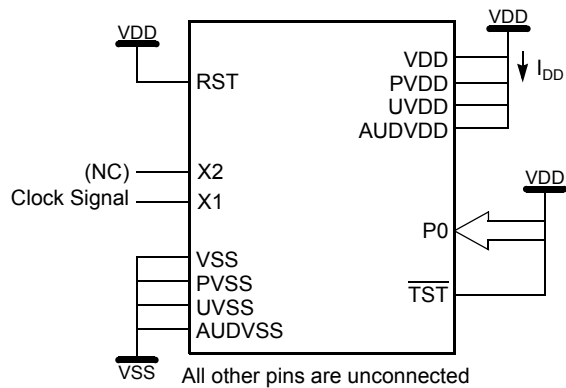 VDD
RST
(NC)
X2
Clock Signal
X1
VSS
PVSS
UVSS
AUDVSS
VSS
VDD
VDD
PVDD
UVDD
AUDVDD
I_DD
VDD
P0
T̅S̅T̅
All other pins are unconnected